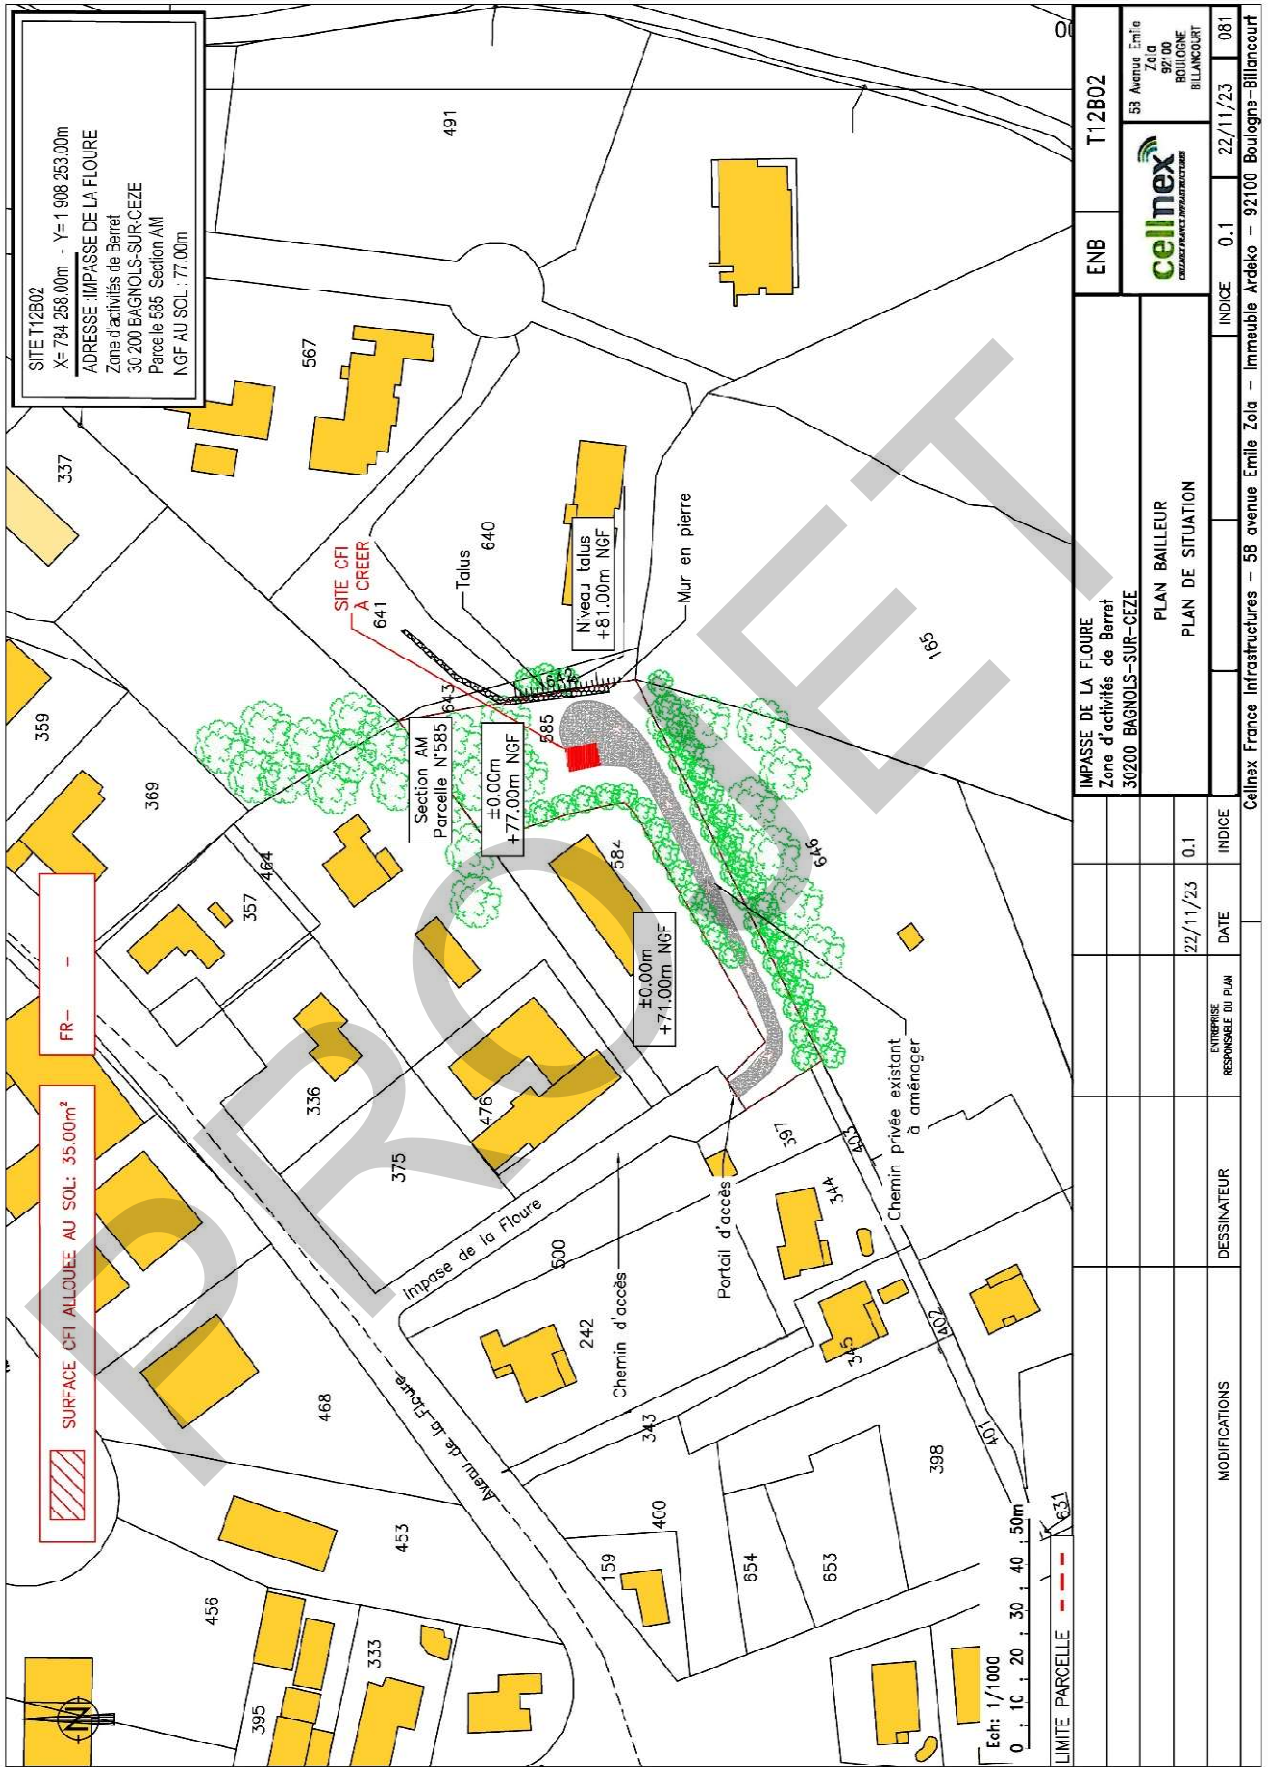 SITE T12B02
X= 784 258.00m - Y= 1 908 253.00m
ADRESSE :IMPASSE DE LA FLOURE
Zone d'activités de Berret
30 200 BAGNOLS-SUR-CEZE
Parcelle 585 Section AM
NGF AU SOL : 77.00m
SURFACE CFI ALLOUEE AU SOL: 35.00m²
FR- -
N
PROJET
491
567
337
640
641
SITE CFI
A CREER
Talus
Niveau talus
+81.00m NGF
Mur en pierre
165
359
369
643
642
585
Section AM
Parcelle N°585
±0.00m
+77.00m NGF
464
357
584
646
±0.00m
+71.00m NGF
336
476
375
397
403
Chemin privée existant
à aménager
Portail d'accès
344
Impase de la Floure
500
Chemin d'accès
242
345
402
468
Avenu de la Floure
343
401
398
400
453
159
654
653
631
456
333
395
Ech: 1/1000
0 10 20 30 40 50m
LIMITE PARCELLE
IMPASSE DE LA FLOURE
Zone d'activités de Berret
30200 BAGNOLS-SUR-CEZE
ENB
T12B02
PLAN BAILLEUR
PLAN DE SITUATION
cellnex
CELLNEX FRANCE INFRASTRUCTURES
58 Avenue Emile
Zola
92100
BOULOGNE
BILLANCOURT
INDICE
0.1
22/11/23
081
22/11/23
0.1
MODIFICATIONS
DESSINATEUR
ENTREPRISE
RESPONSABLE DU PLAN
DATE
INDICE
Cellnex France Infrastructures - 58 avenue Emile Zola - Immeuble Ardeko - 92100 Boulogne-Billancourt